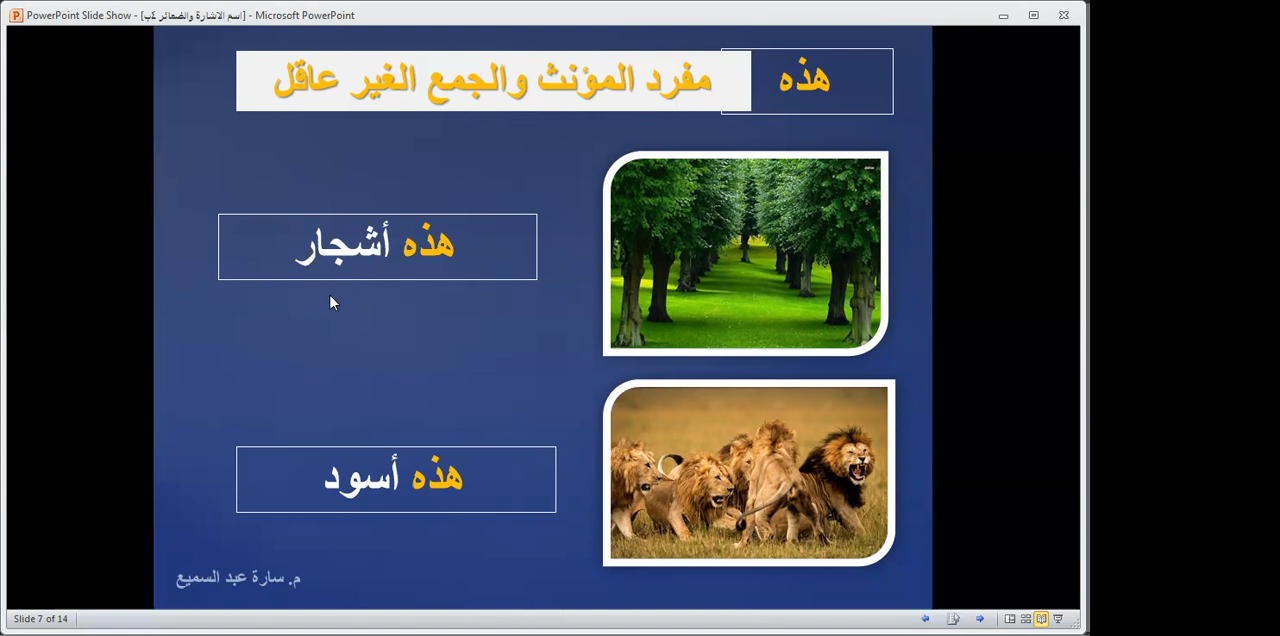 PowerPoint Slide Show - [اسم الاشارة والضمائر ٤ب] - Microsoft PowerPoint
هذه
مفرد المؤنث والجمع الغير عاقل
هذه أشجار
هذه أسود
م. سارة عبد السميع
Slide 7 of 14